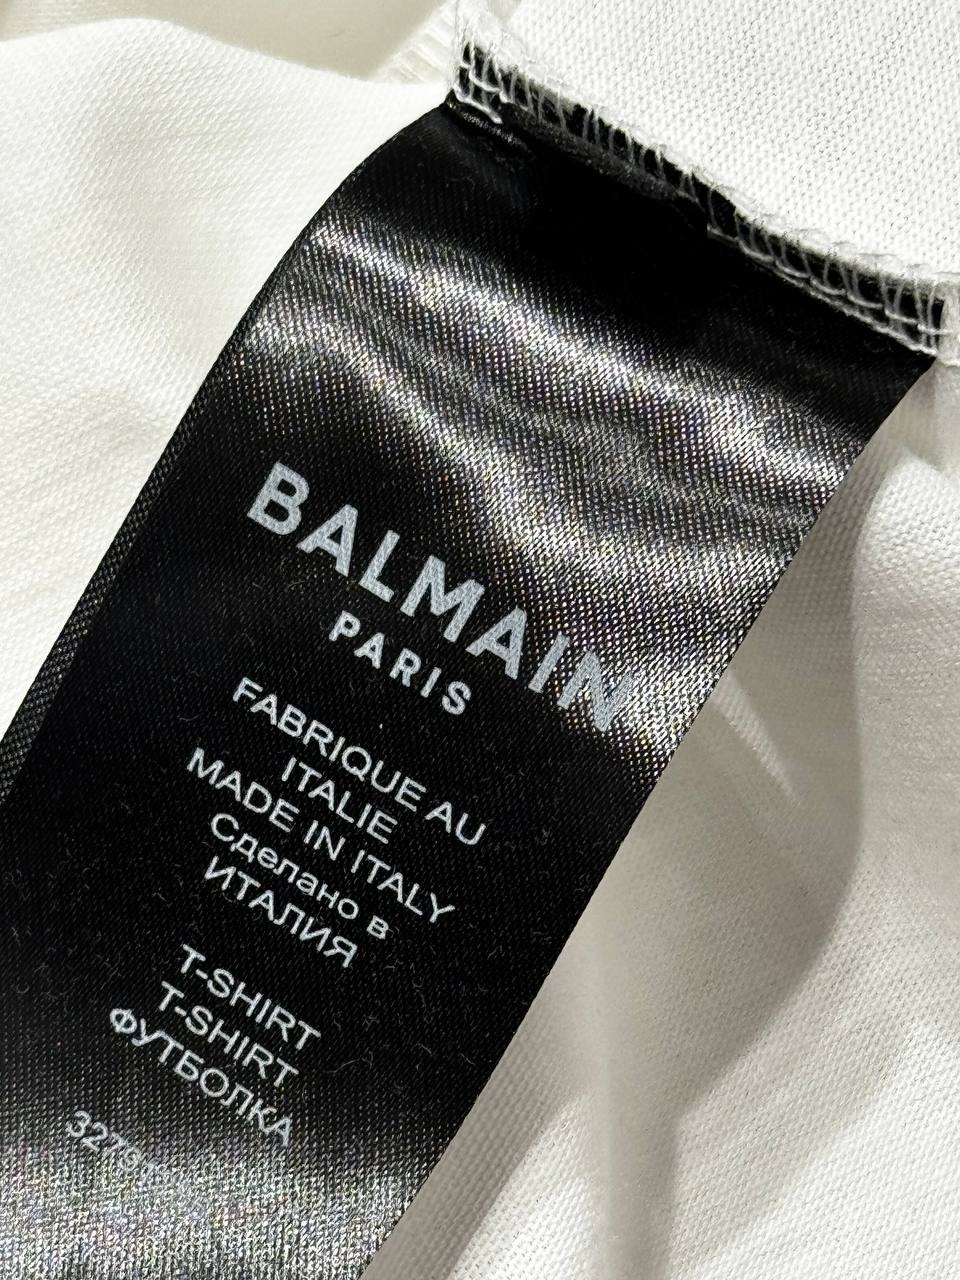 BALMAIN
PARIS
FABRIQUE AU
ITALIE
MADE IN ITALY
Сделано в
ИТАЛИЯ
T-SHIRT
T-SHIRT
ФУТБОЛКА